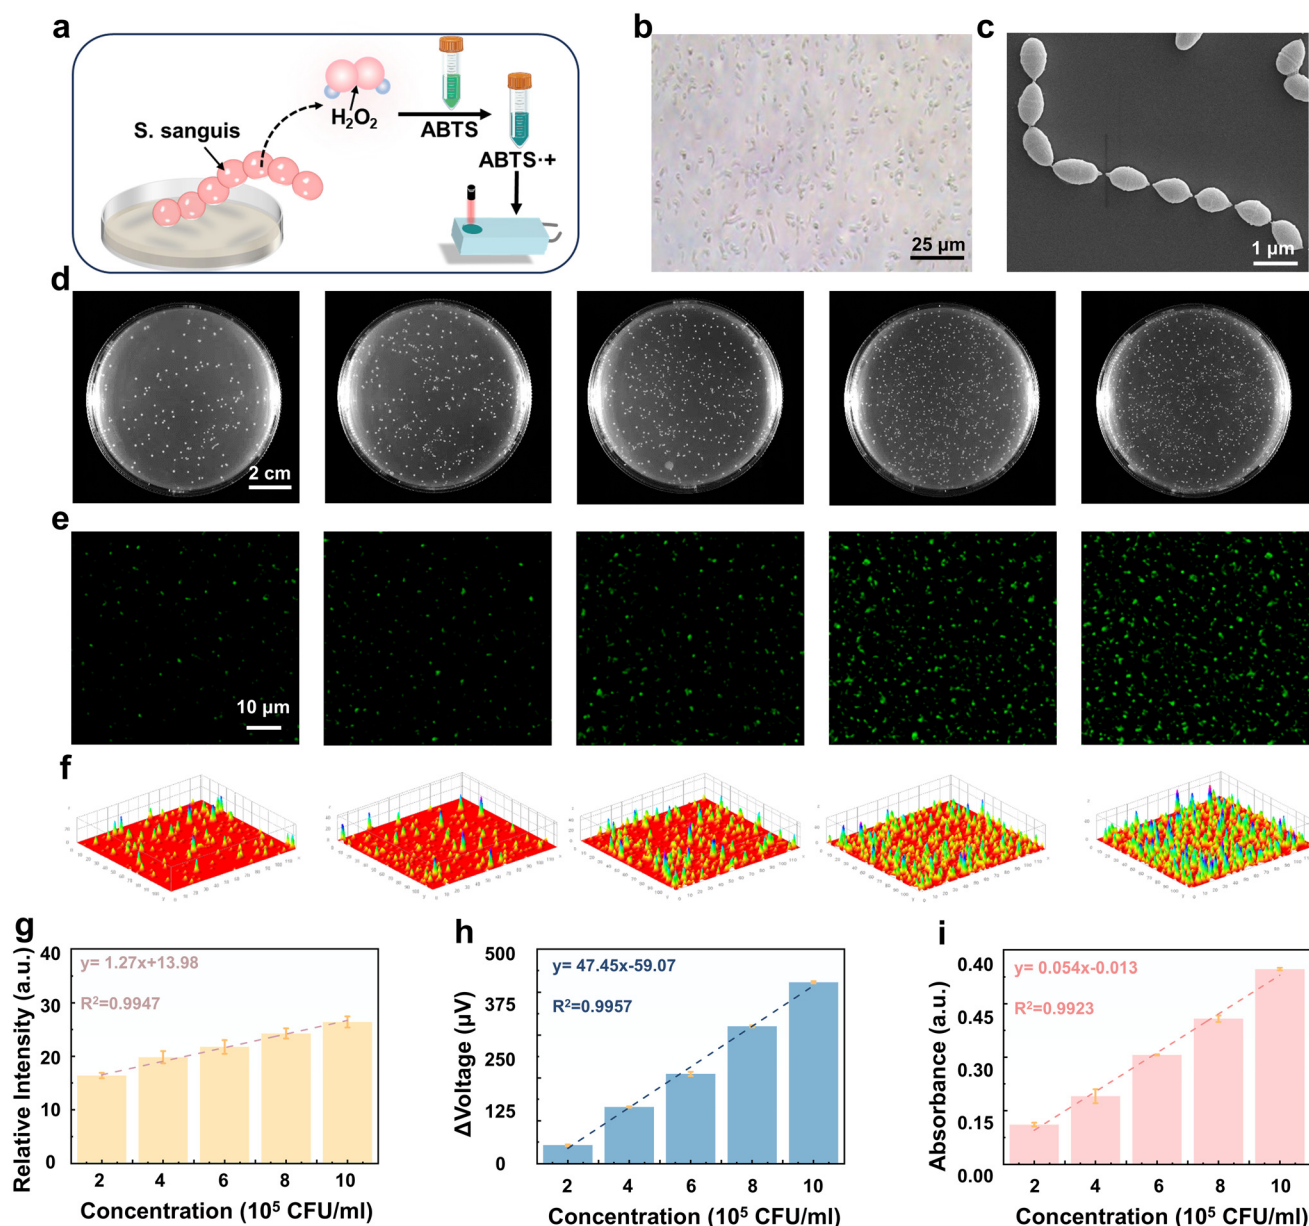 a
S. sanguis
H2O2
ABTS
ABTS·+
b
25 μm
c
1 μm
d
2 cm
e
10 μm
f
g
Relative Intensity (a.u.)
40
30
20
10
0
y= 1.27x+13.98
R²=0.9947
2 4 6 8 10
Concentration (10⁵ CFU/ml)
h
ΔVoltage (μV)
500
375
250
125
0
y= 47.45x-59.07
R²=0.9957
2 4 6 8 10
Concentration (10⁵ CFU/ml)
i
Absorbance (a.u.)
0.40
0.45
0.30
0.15
0.00
y= 0.054x-0.013
R²=0.9923
2 4 6 8 10
Concentration (10⁵ CFU/ml)